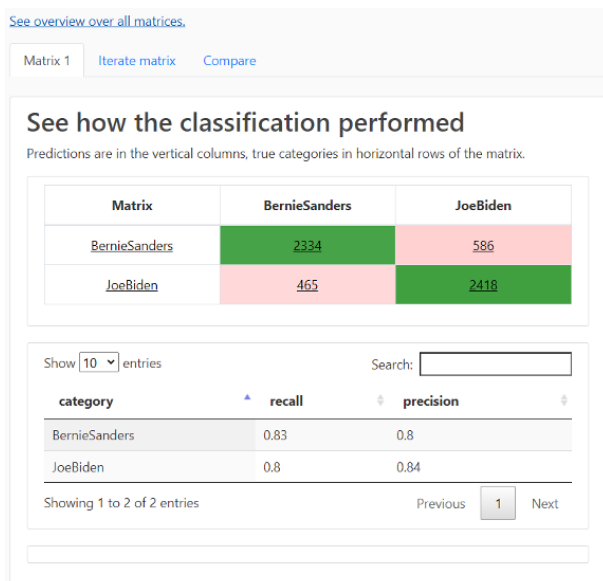 See overview over all matrices.
Matrix 1 Iterate matrix Compare
See how the classification performed
Predictions are in the vertical columns, true categories in horizontal rows of the matrix.
Matrix BernieSanders JoeBiden
BernieSanders 2334 586
JoeBiden 465 2418
Show 10 entries Search:
category recall precision
BernieSanders 0.83 0.8
JoeBiden 0.8 0.84
Showing 1 to 2 of 2 entries Previous 1 Next